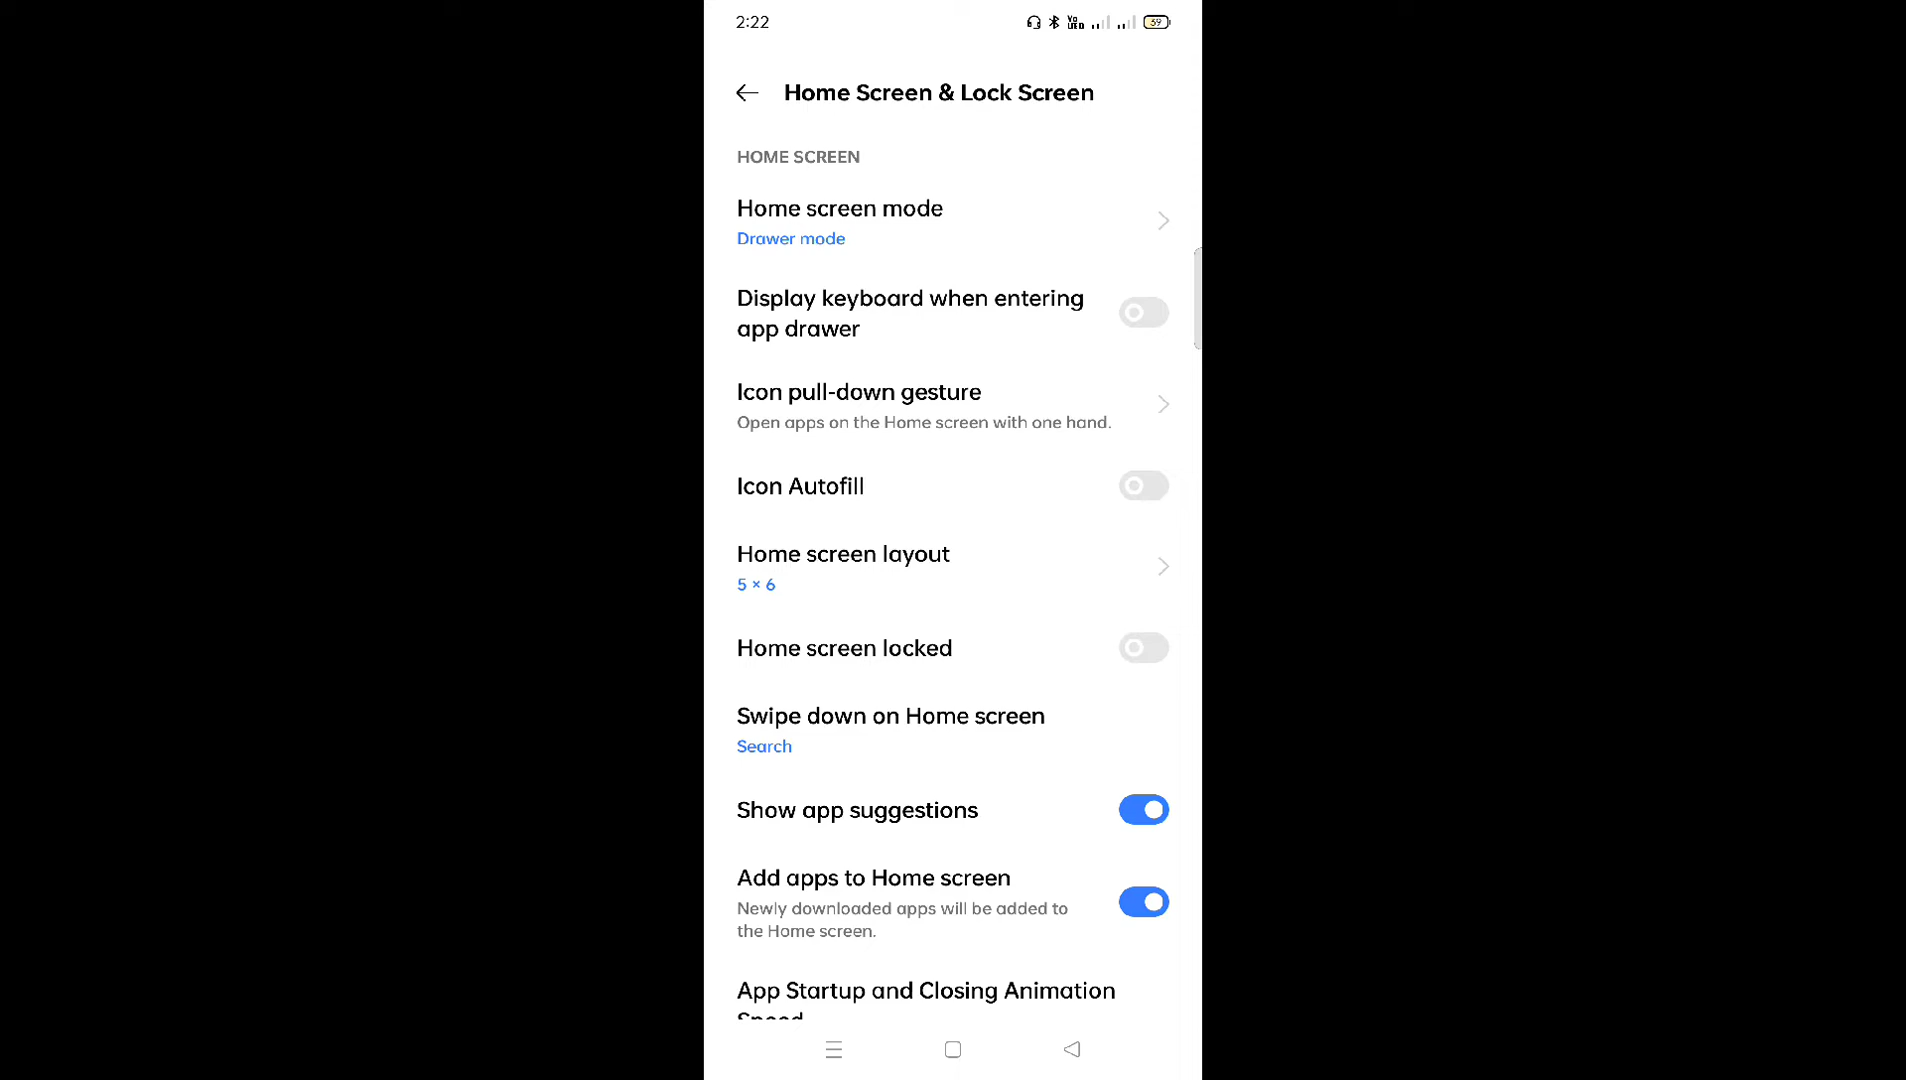 2:22
Vo
LTE
39
Home Screen & Lock Screen
HOME SCREEN
Home screen mode
Drawer mode
Display keyboard when entering
app drawer
Icon pull-down gesture
Open apps on the Home screen with one hand.
Icon Autofill
Home screen layout
5 × 6
Home screen locked
Swipe down on Home screen
Search
Show app suggestions
Add apps to Home screen
Newly downloaded apps will be added to
the Home screen.
App Startup and Closing Animation
Speed